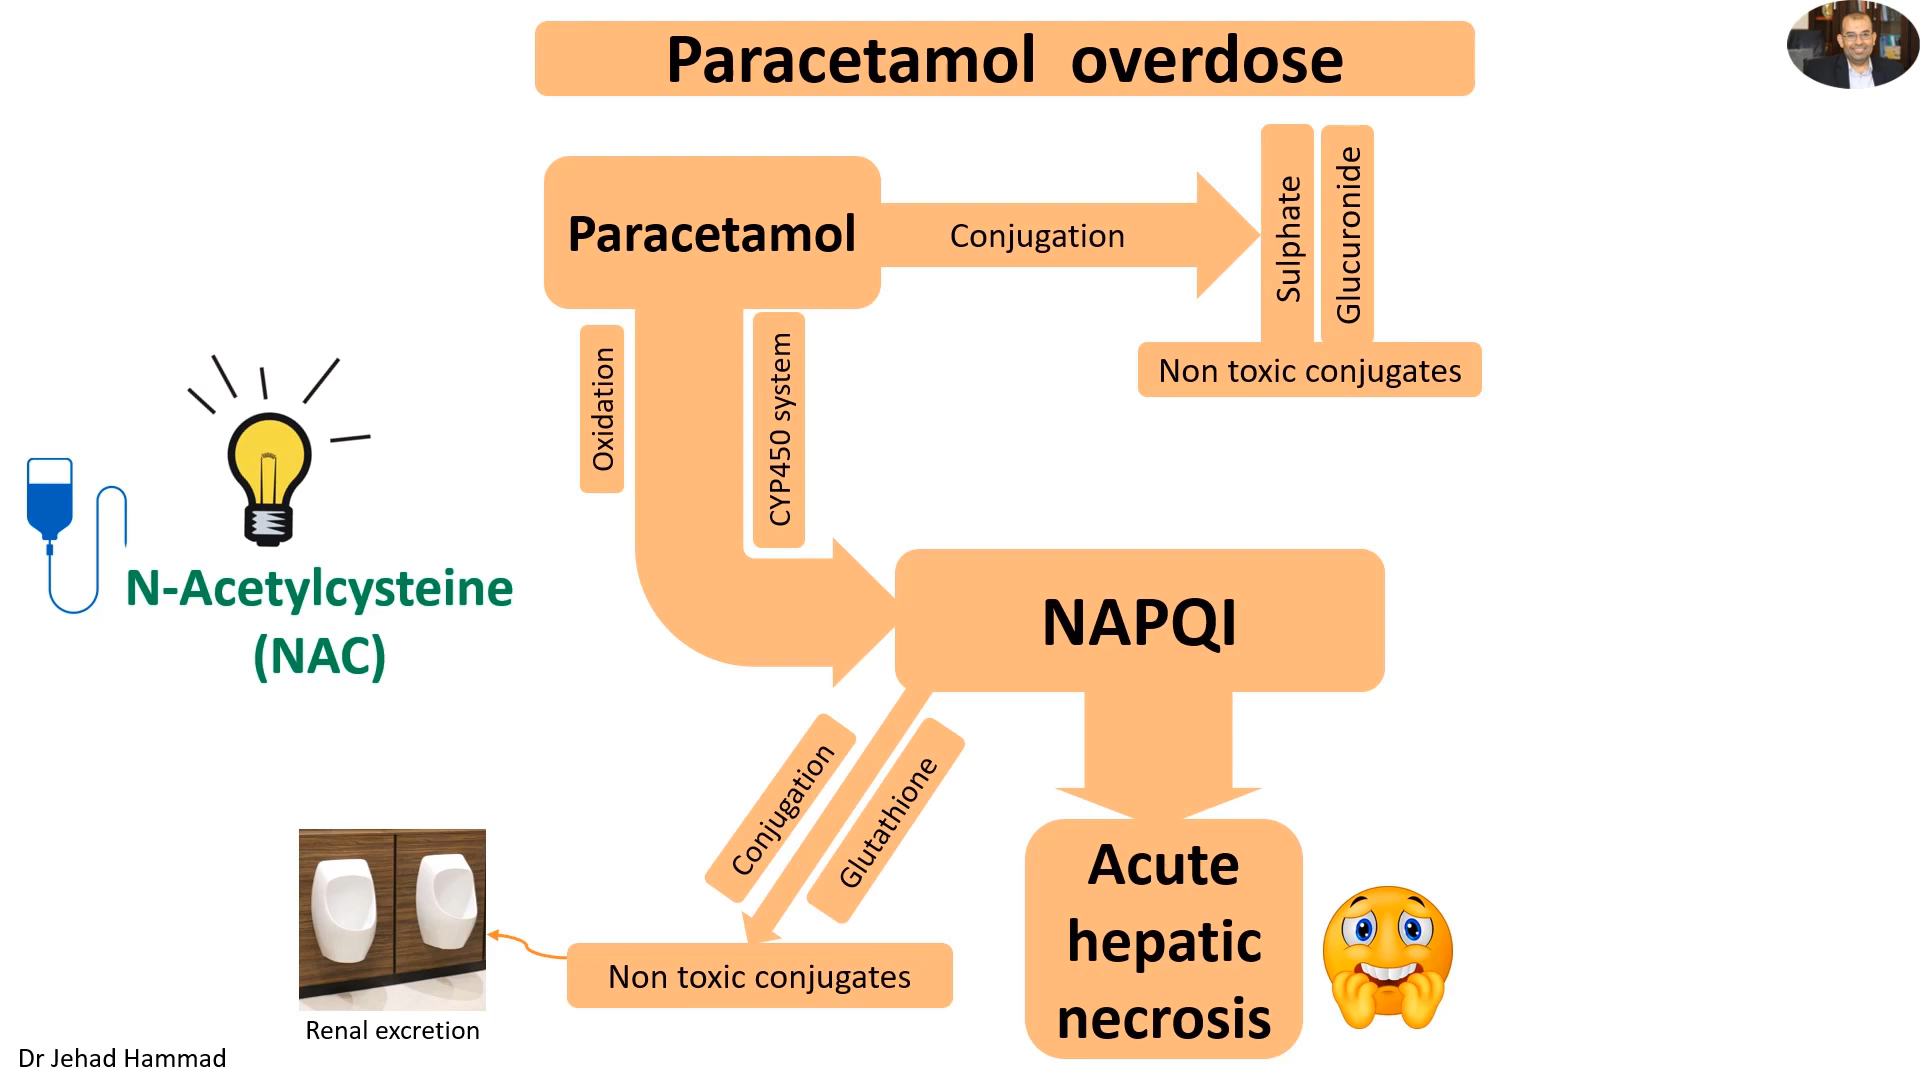 Paracetamol overdose
Paracetamol
Conjugation
Sulphate
Glucuronide
Non toxic conjugates
Oxidation
CYP450 system
N-Acetylcysteine
(NAC)
NAPQI
Conjugation
Glutathione
Acute
hepatic
necrosis
Non toxic conjugates
Renal excretion
Dr Jehad Hammad